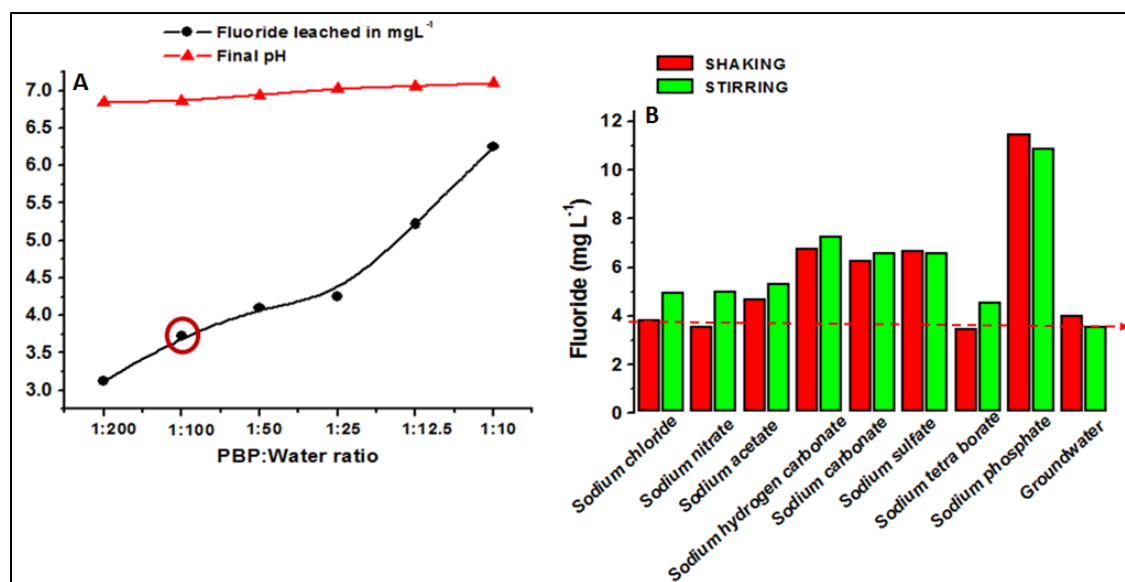 Fluoride leached in mgL-1
Final pH
A
7.0
6.5
6.0
5.5
5.0
4.5
4.0
3.5
3.0
1:200
1:100
1:50
1:25
1:12.5
1:10
PBP:Water ratio
SHAKING
STIRRING
B
12
10
8
6
4
2
0
Fluoride (mg L-1)
Sodium chloride
Sodium nitrate
Sodium acetate
Sodium hydrogen carbonate
Sodium carbonate
Sodium sulfate
Sodium tetra borate
Sodium phosphate
Groundwater